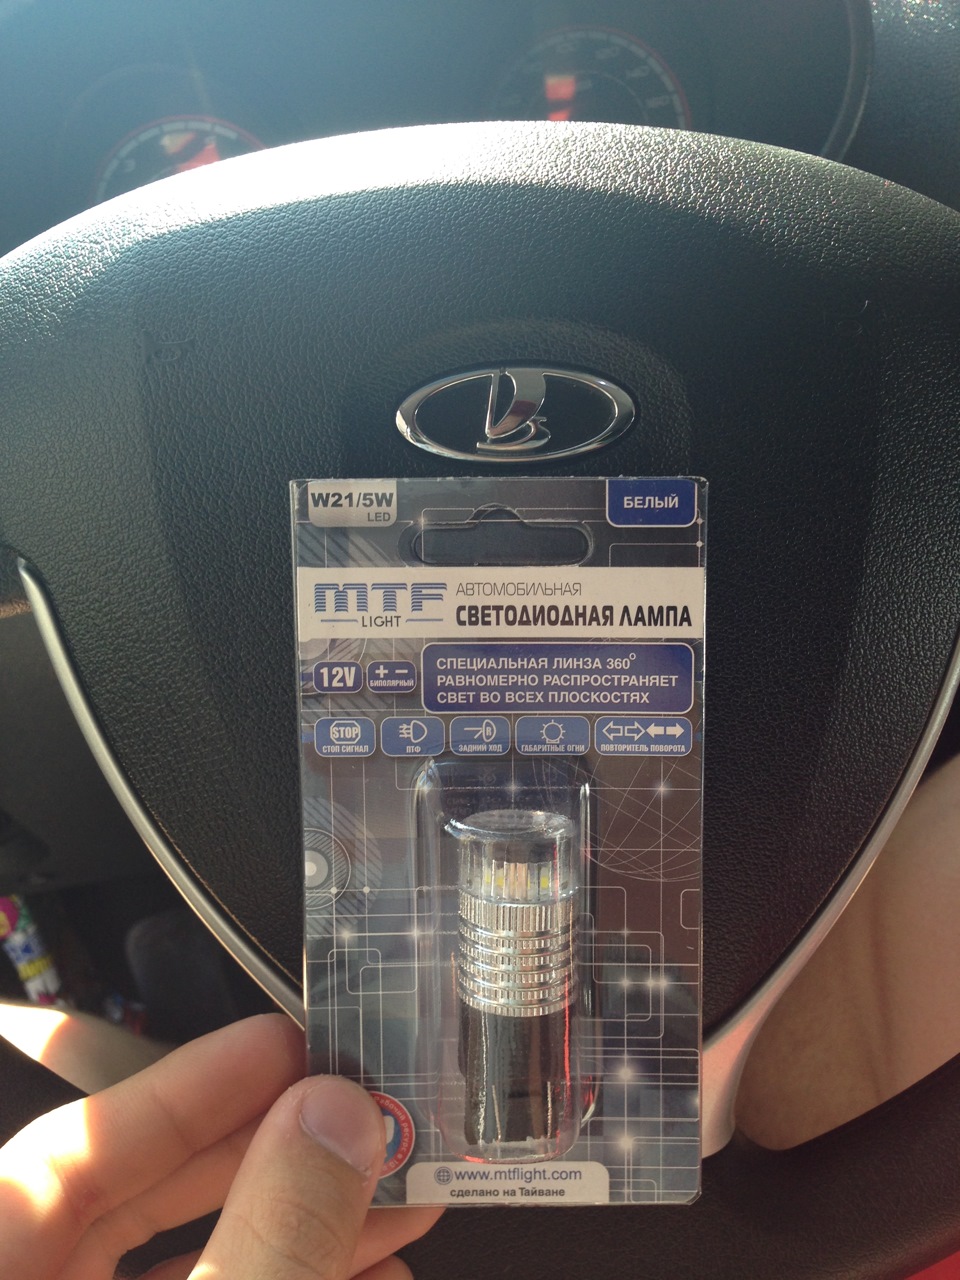 W21/5W
LED
БЕЛЫЙ
MTF
LIGHT
АВТОМОБИЛЬНАЯ
СВЕТОДИОДНАЯ ЛАМПА
12V
+ -
БИПОЛЯРНЫЙ
СПЕЦИАЛЬНАЯ ЛИНЗА 360°
РАВНОМЕРНО РАСПРОСТРАНЯЕТ
СВЕТ ВО ВСЕХ ПЛОСКОСТЯХ
STOP
СТОП СИГНАЛ
ПТФ
R
ЗАДНИЙ ХОД
ГАБАРИТНЫЕ ОГНИ
ПОВТОРИТЕЛЬ ПОВОРОТА
www.mtflight.com
сделано на Тайване